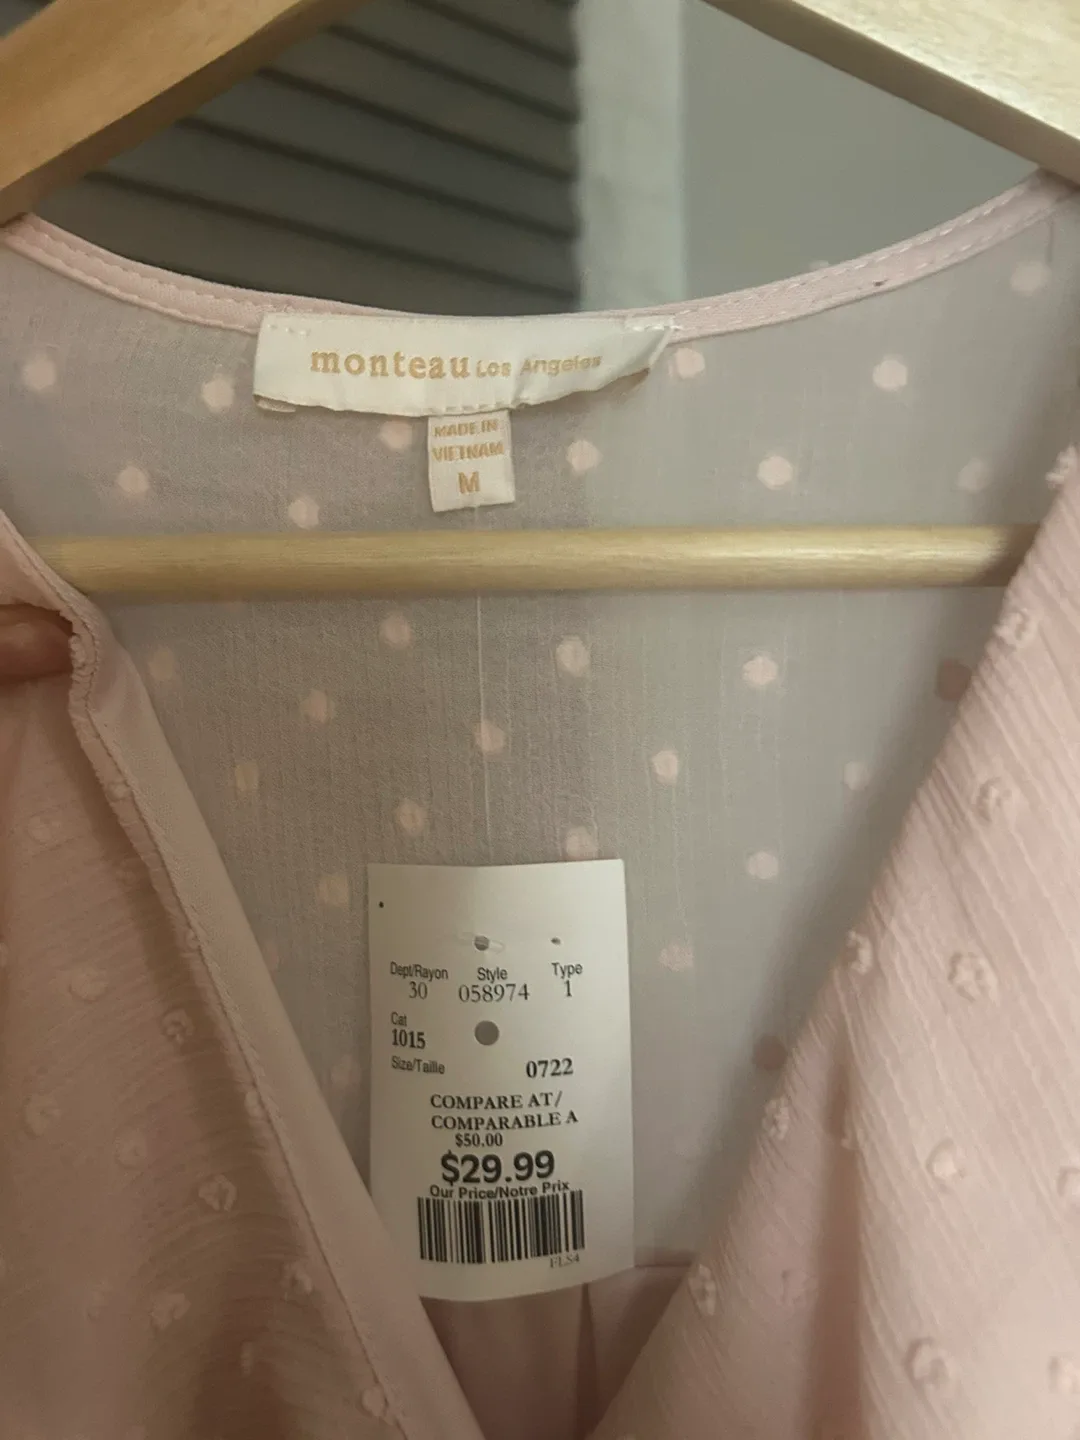 monteau Los Angeles
MADE IN
VIETNAM
M
Dept/Rayon Style Type
30 058974 1
Cat
1015
Size/Taille 0722
COMPARE AT/
COMPARABLE A
$50.00
$29.99
Our Price/Notre Prix
FLS4